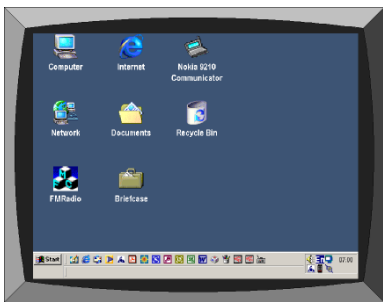 Computer
Internet
Nokia 9210
Communicator
Network
Documents
Recycle Bin
FMRadio
Briefcase
Start
07:00